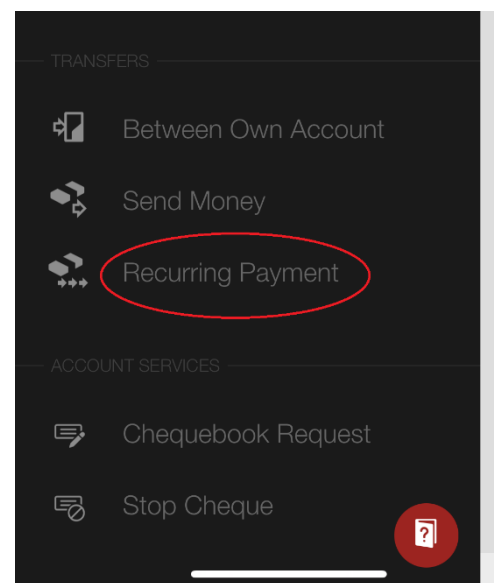 TRANSFERS
Between Own Account
Send Money
Recurring Payment
ACCOUNT SERVICES
Chequebook Request
Stop Cheque
?